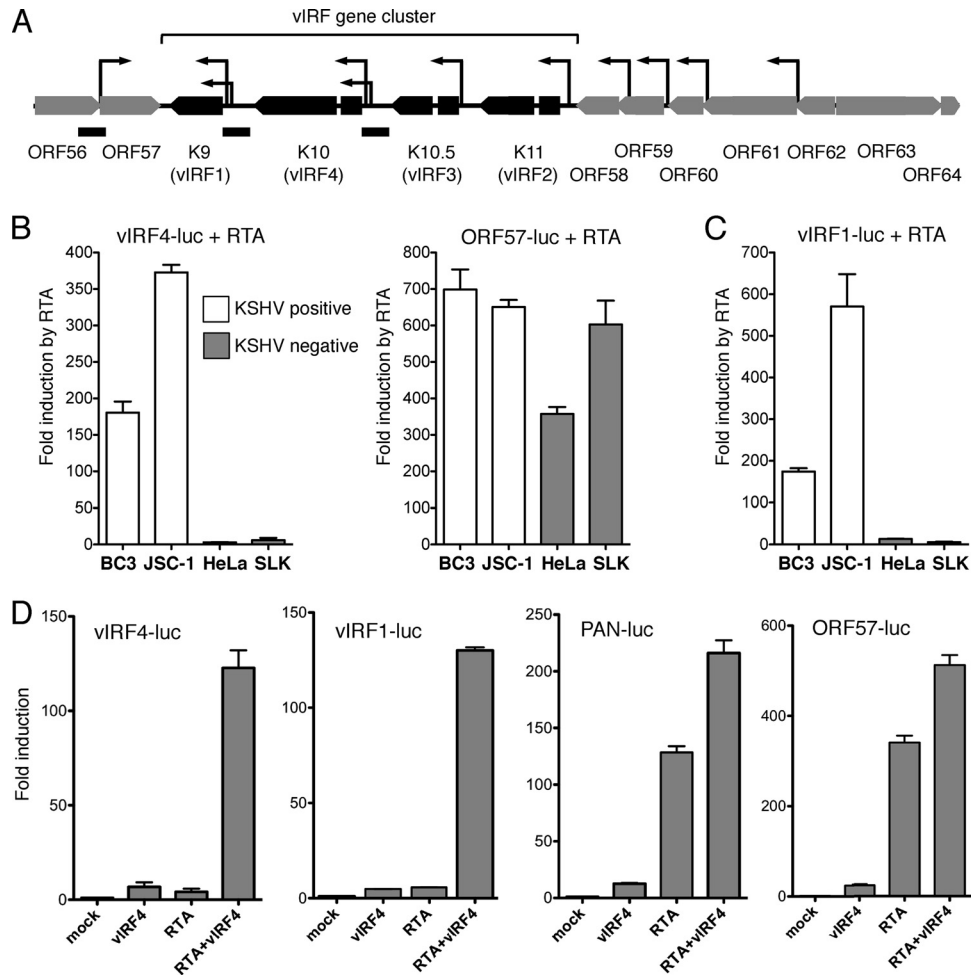 A
vIRF gene cluster
ORF56 ORF57 K9 K10 K10.5 K11 ORF59 ORF61 ORF62 ORF63
(vIRF1) (vIRF4) (vIRF3) (vIRF2) ORF58 ORF60 ORF64
B
vIRF4-luc + RTA
Fold induction by RTA
400
350
300
250
200
150
100
50
0
BC3 JSC-1 HeLa SLK
KSHV positive
KSHV negative
ORF57-luc + RTA
Fold induction by RTA
800
700
600
500
400
300
200
100
0
BC3 JSC-1 HeLa SLK
C
vIRF1-luc + RTA
Fold induction by RTA
700
600
500
400
300
200
100
0
BC3 JSC-1 HeLa SLK
D
vIRF4-luc
Fold induction
150
100
50
0
mock vIRF4 RTA RTA+vIRF4
vIRF1-luc
150
100
50
0
mock vIRF4 RTA RTA+vIRF4
PAN-luc
250
200
150
100
50
0
mock vIRF4 RTA RTA+vIRF4
ORF57-luc
600
400
200
0
mock vIRF4 RTA RTA+vIRF4